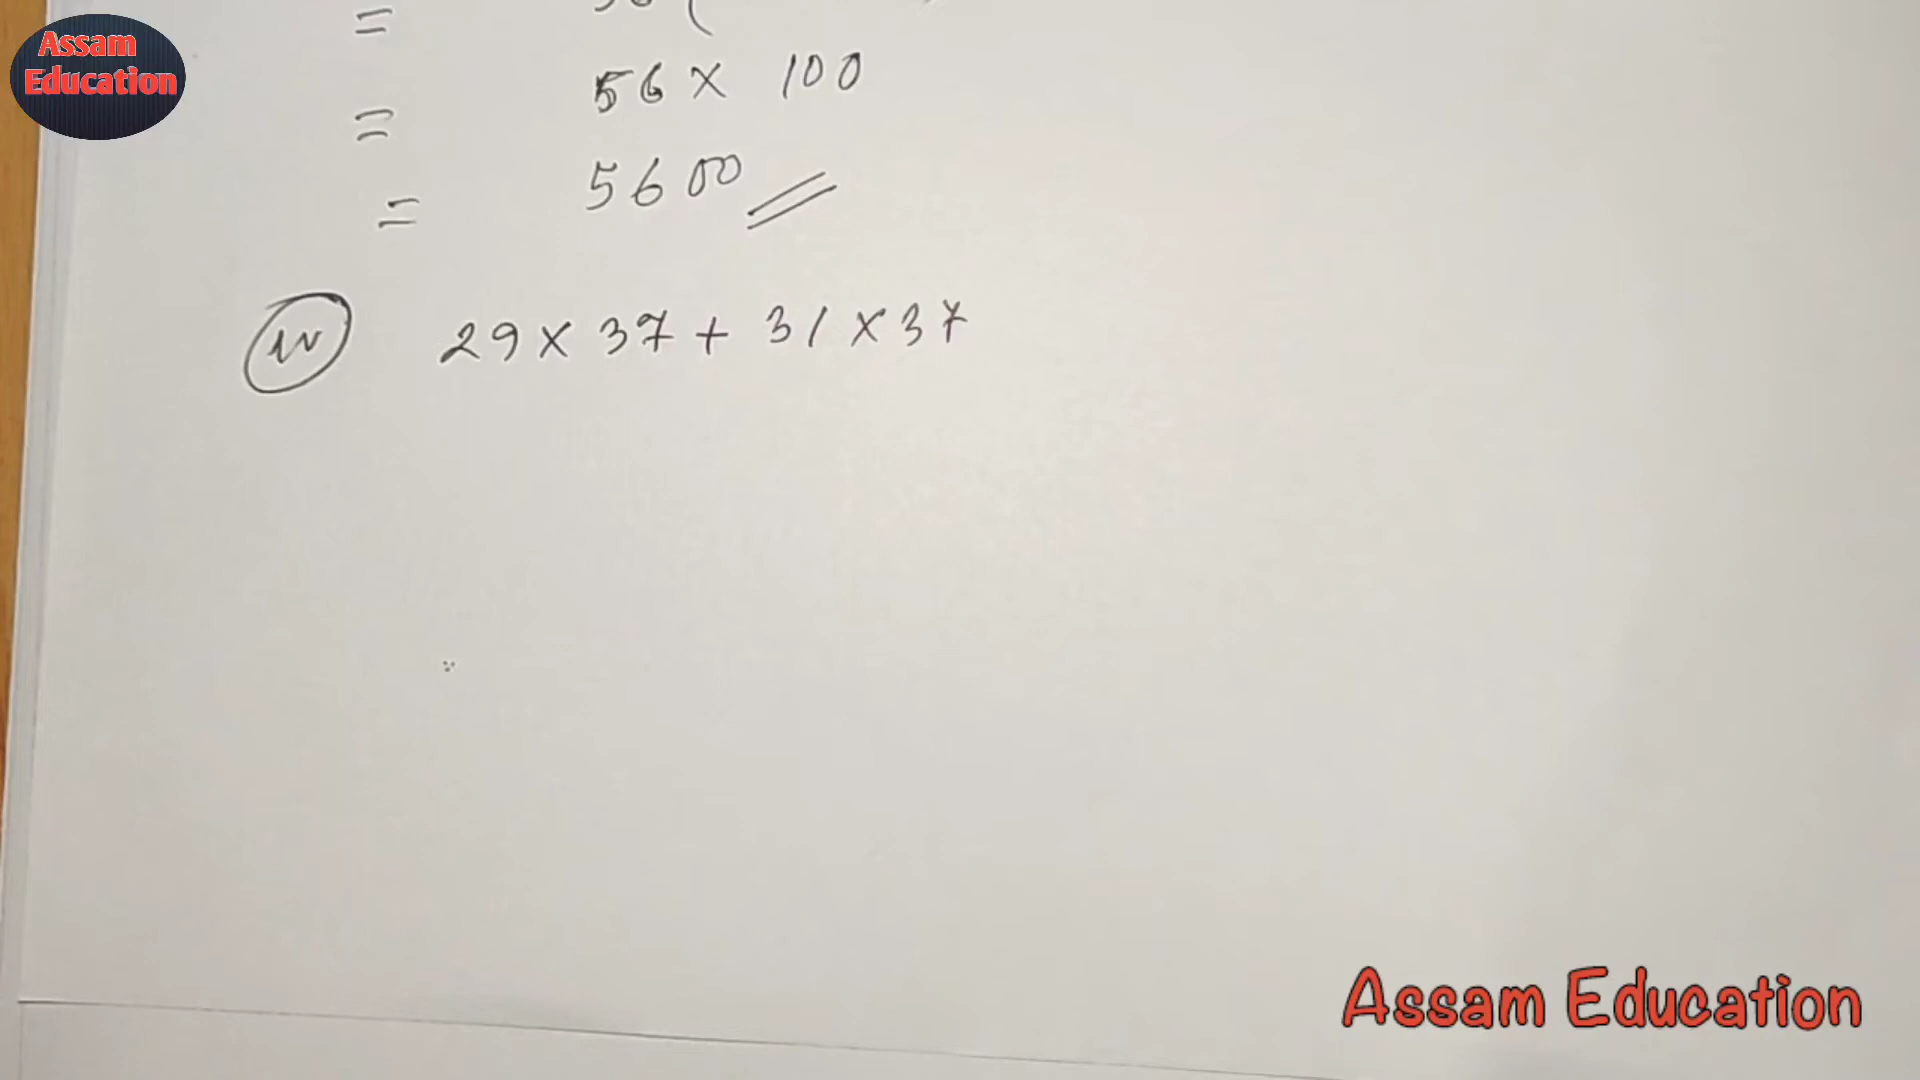 Assam
Education
=
= 56 × 100
= 5600
iv 29 × 37 + 31 × 37
Assam Education